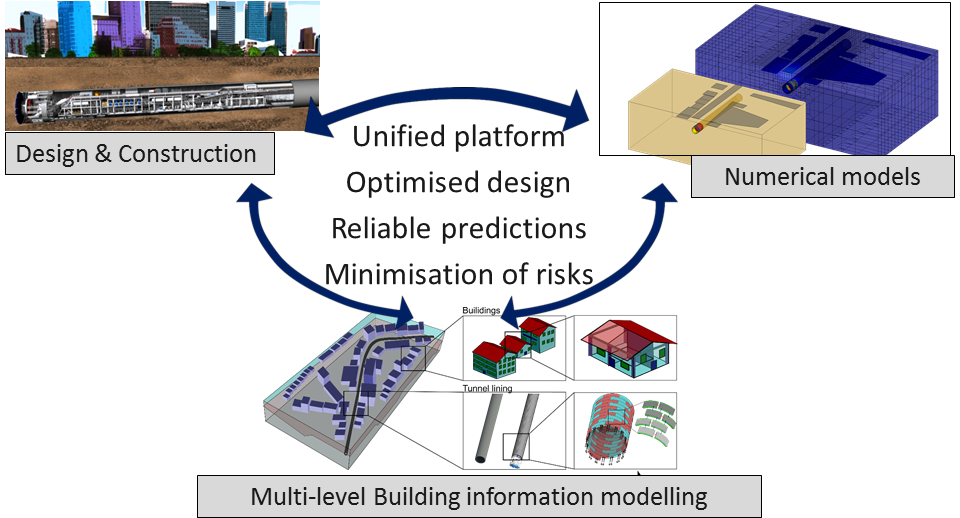 Design & Construction
Unified platform
Optimised design
Reliable predictions
Minimisation of risks
Numerical models
Builidings
Tunnel lining
Multi-level Building information modelling